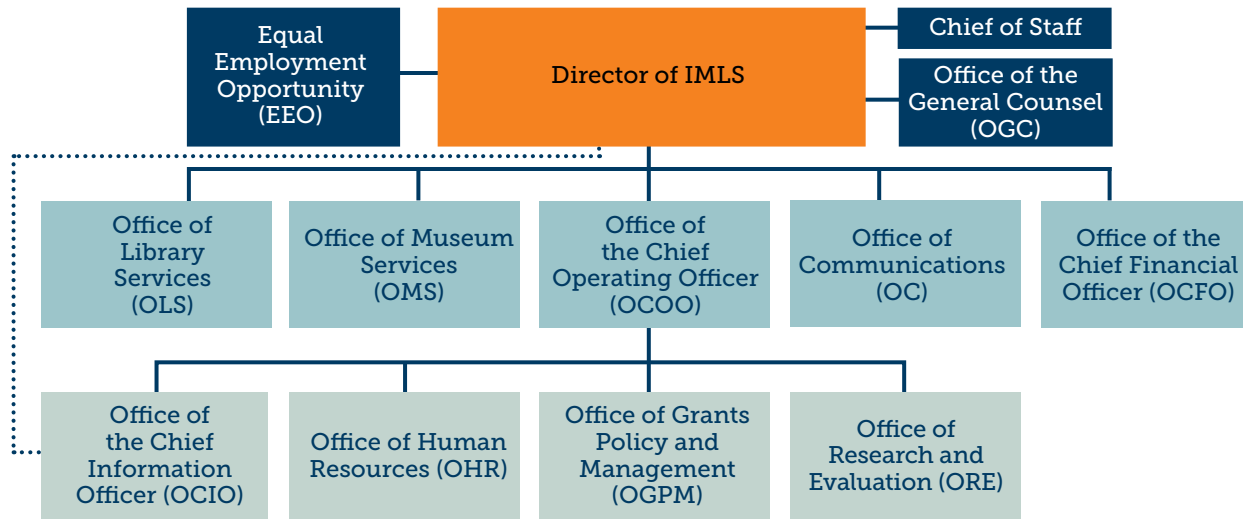 Equal
Employment
Opportunity
(EEO)
Director of IMLS
Chief of Staff
Office of the
General Counsel
(OGC)
Office of
Library
Services
(OLS)
Office of Museum
Services
(OMS)
Office of
the Chief
Operating Officer
(OCOO)
Office of
Communications
(OC)
Office of the
Chief Financial
Officer (OCFO)
Office of
the Chief
Information
Officer (OCIO)
Office of Human
Resources (OHR)
Office of Grants
Policy and
Management
(OGPM)
Office of
Research and
Evaluation (ORE)